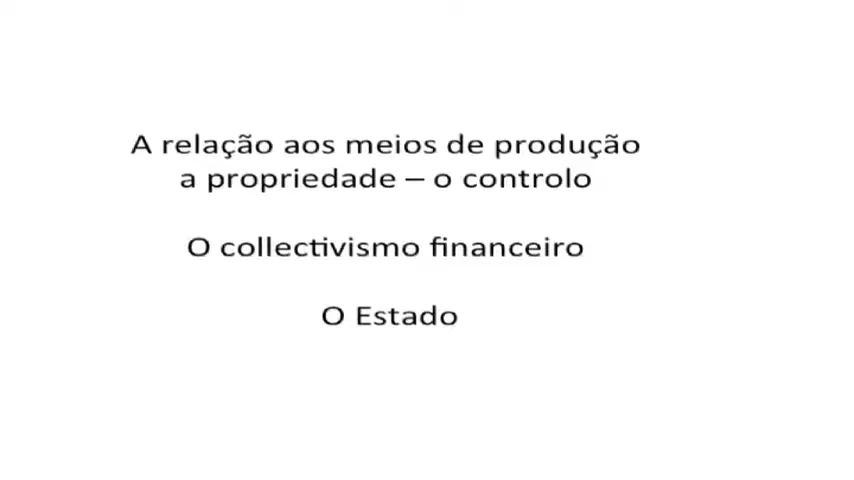 A relação aos meios de produção
a propriedade – o controlo
O collectivismo financeiro
O Estado